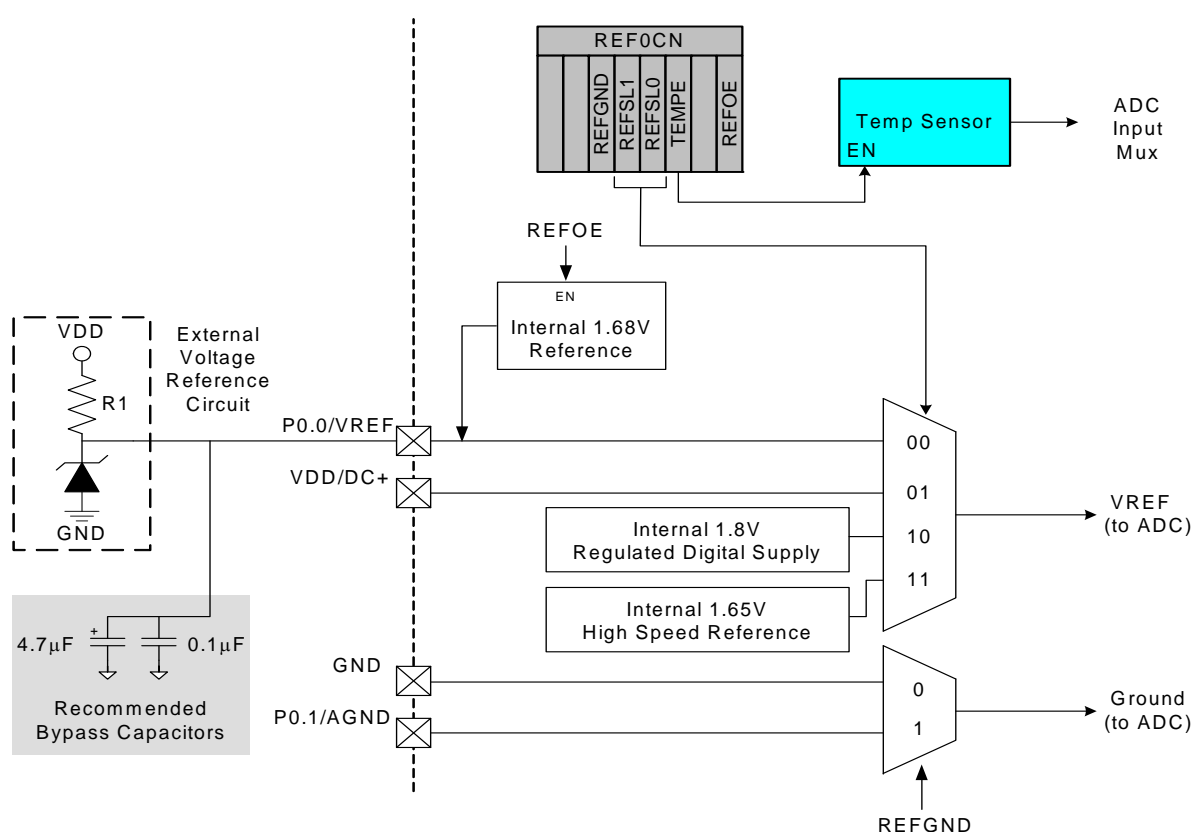 REF0CN
REFGND
REFSL1
REFSL0
TEMPE
REFOE
Temp Sensor
EN
ADC
Input
Mux
REFOE
EN
Internal 1.68V
Reference
VDD
R1
GND
External
Voltage
Reference
Circuit
P0.0/VREF
VDD/DC+
00
01
10
11
VREF
(to ADC)
Internal 1.8V
Regulated Digital Supply
Internal 1.65V
High Speed Reference
4.7μF
+
0.1μF
Recommended
Bypass Capacitors
GND
P0.1/AGND
0
1
Ground
(to ADC)
REFGND